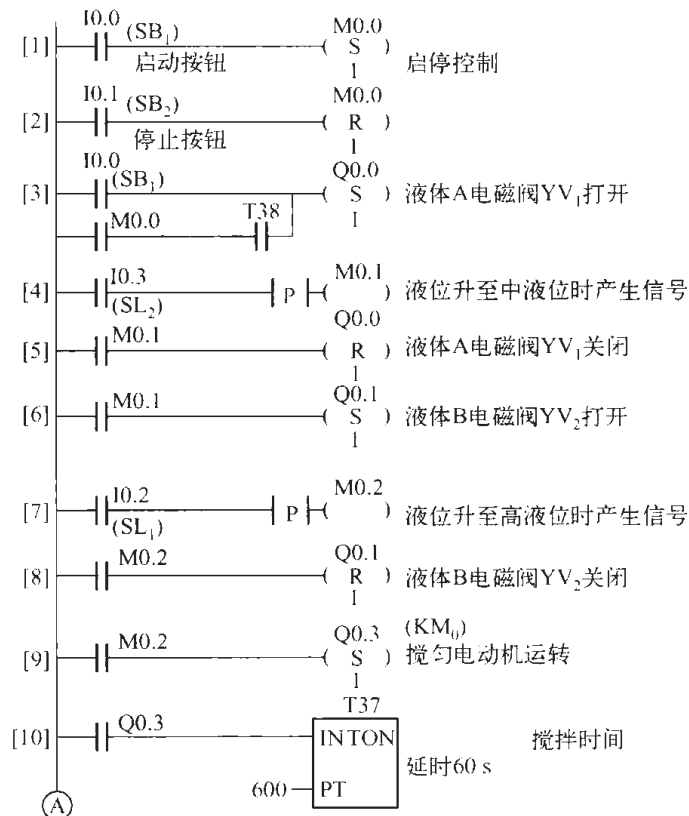 I0.0 (SB₁) M0.0
[1] ( S ) 启停控制
启动按钮 1
I0.1 (SB₂) M0.0
[2] ( R )
停止按钮 1
I0.0 Q0.0
[3] (SB₁) ( S ) 液体A电磁阀YV₁打开
M0.0 T38 1
I0.3 M0.1
[4] (SL₂) P ( ) 液位升至中液位时产生信号
M0.1 Q0.0
[5] ( R ) 液体A电磁阀YV₁关闭
1
M0.1 Q0.1
[6] ( S ) 液体B电磁阀YV₂打开
1
I0.2 M0.2
[7] (SL₁) P ( ) 液位升至高液位时产生信号
M0.2 Q0.1
[8] ( R ) 液体B电磁阀YV₂关闭
1
M0.2 Q0.3 (KM₀)
[9] ( S ) 搅匀电动机运转
1
T37
[10] Q0.3 INTON 搅拌时间
延时60 s
600 PT
A